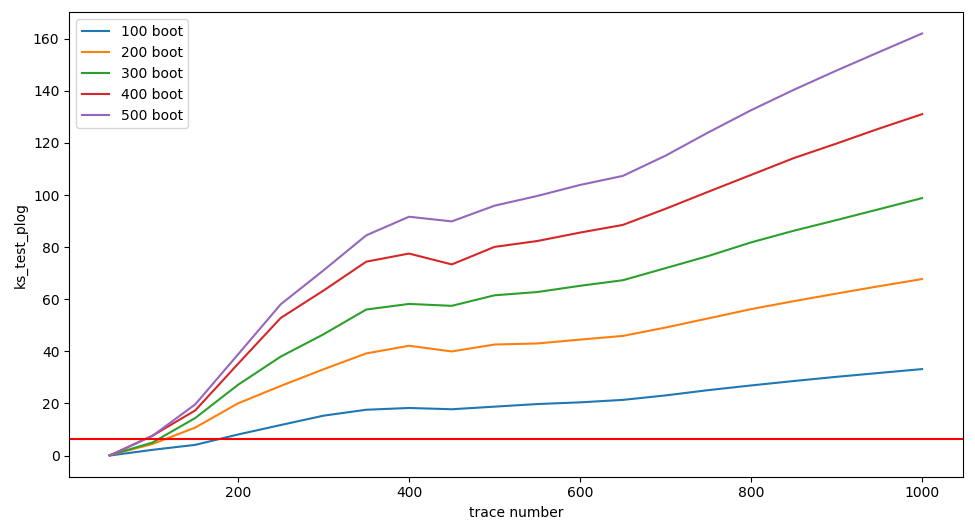 100 boot
200 boot
300 boot
400 boot
500 boot
160
140
120
100
80
60
40
20
0
ks_test_plog
200
400
600
800
1000
trace number